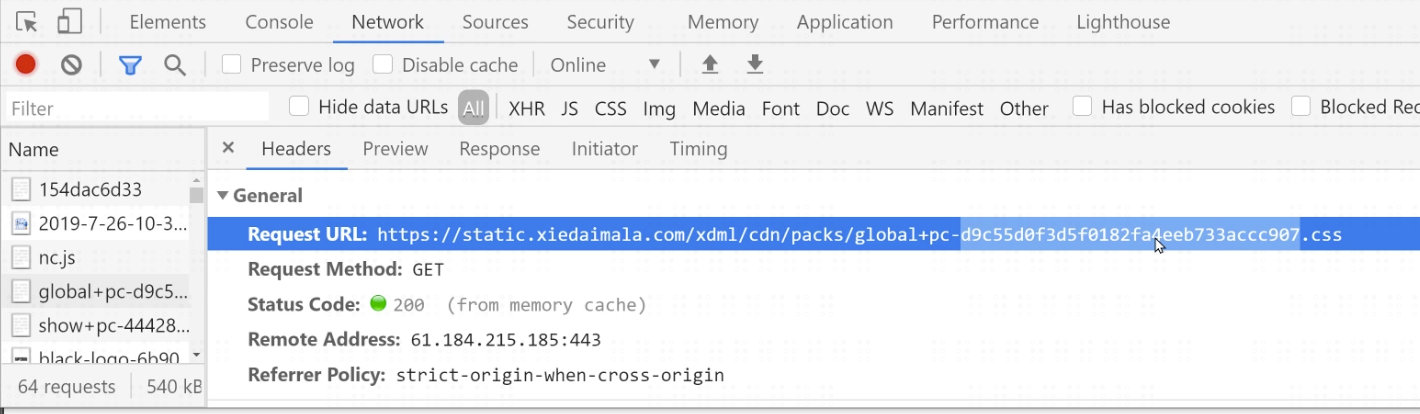 Elements Console Network Sources Security Memory Application Performance Lighthouse
Preserve log Disable cache Online
Filter Hide data URLs All XHR JS CSS Img Media Font Doc WS Manifest Other Has blocked cookies Blocked Rec
Name × Headers Preview Response Initiator Timing
154dac6d33
2019-7-26-10-3...
nc.js
global+pc-d9c5...
show+pc-44428...
black-logo-6b90
64 requests 540 kB
General
Request URL: https://static.xiedaimala.com/xdml/cdn/packs/global+pc-d9c55d0f3d5f0182fa4eeb733accc907.css
Request Method: GET
Status Code: 200 (from memory cache)
Remote Address: 61.184.215.185:443
Referrer Policy: strict-origin-when-cross-origin